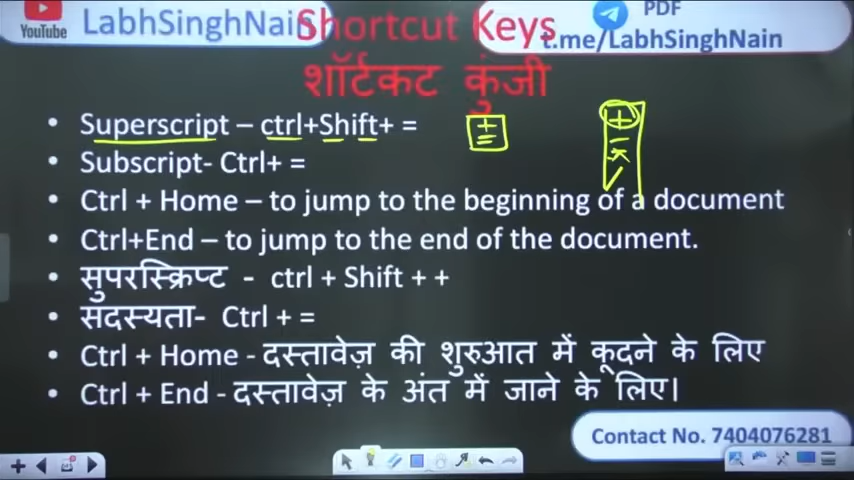 YouTube
LabhSinghNain
Shortcut Keys
PDF
t.me/LabhSinghNain
शॉर्टकट कुंजी
• Superscript – ctrl+Shift+ =
• Subscript- Ctrl+ =
• Ctrl + Home – to jump to the beginning of a document
• Ctrl+End – to jump to the end of the document.
• सुपरस्क्रिप्ट - ctrl + Shift + +
• सदस्यता- Ctrl + =
• Ctrl + Home - दस्तावेज़ की शुरुआत में कूदने के लिए
• Ctrl + End - दस्तावेज़ के अंत में जाने के लिए।
Contact No. 7404076281